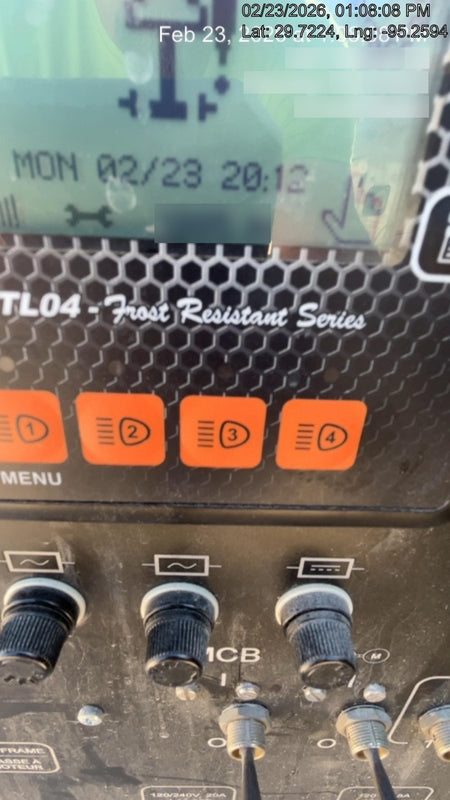 02/23/2026, 01:08:08 PM
Lat: 29.7224, Lng: -95.2594
Feb 23,
MON 02/23 20:12
TL04 - Frost Resistant Series
1 2 3 4
MENU
MCB
M
I
O O
FRAME
MOTEUR
120/240V, 20A